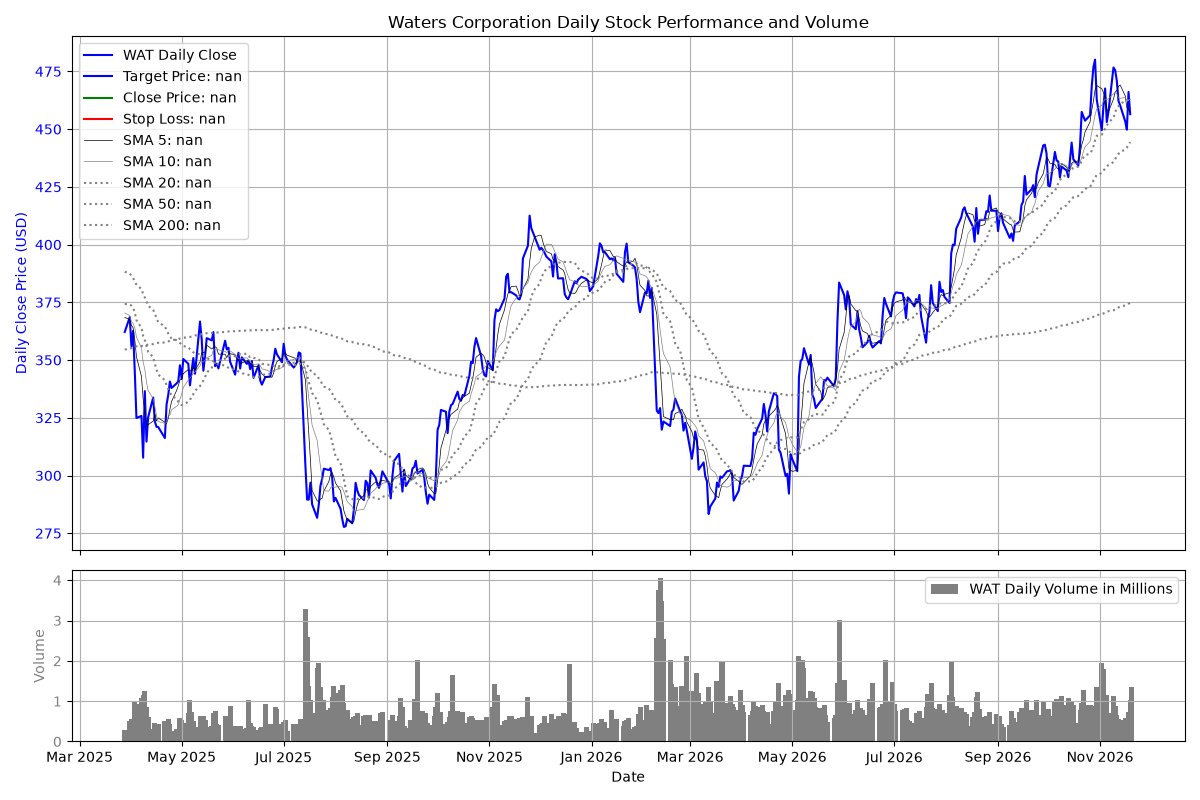 Waters Corporation Daily Stock Performance and Volume
WAT Daily Close
Target Price: nan
Close Price: nan
Stop Loss: nan
SMA 5: nan
SMA 10: nan
SMA 20: nan
SMA 50: nan
SMA 200: nan
Daily Close Price (USD)
475
450
425
400
375
350
325
300
275
WAT Daily Volume in Millions
Volume
4
3
2
1
0
Mar 2025 May 2025 Jul 2025 Sep 2025 Nov 2025 Jan 2026 Mar 2026 May 2026 Jul 2026 Sep 2026 Nov 2026
Date